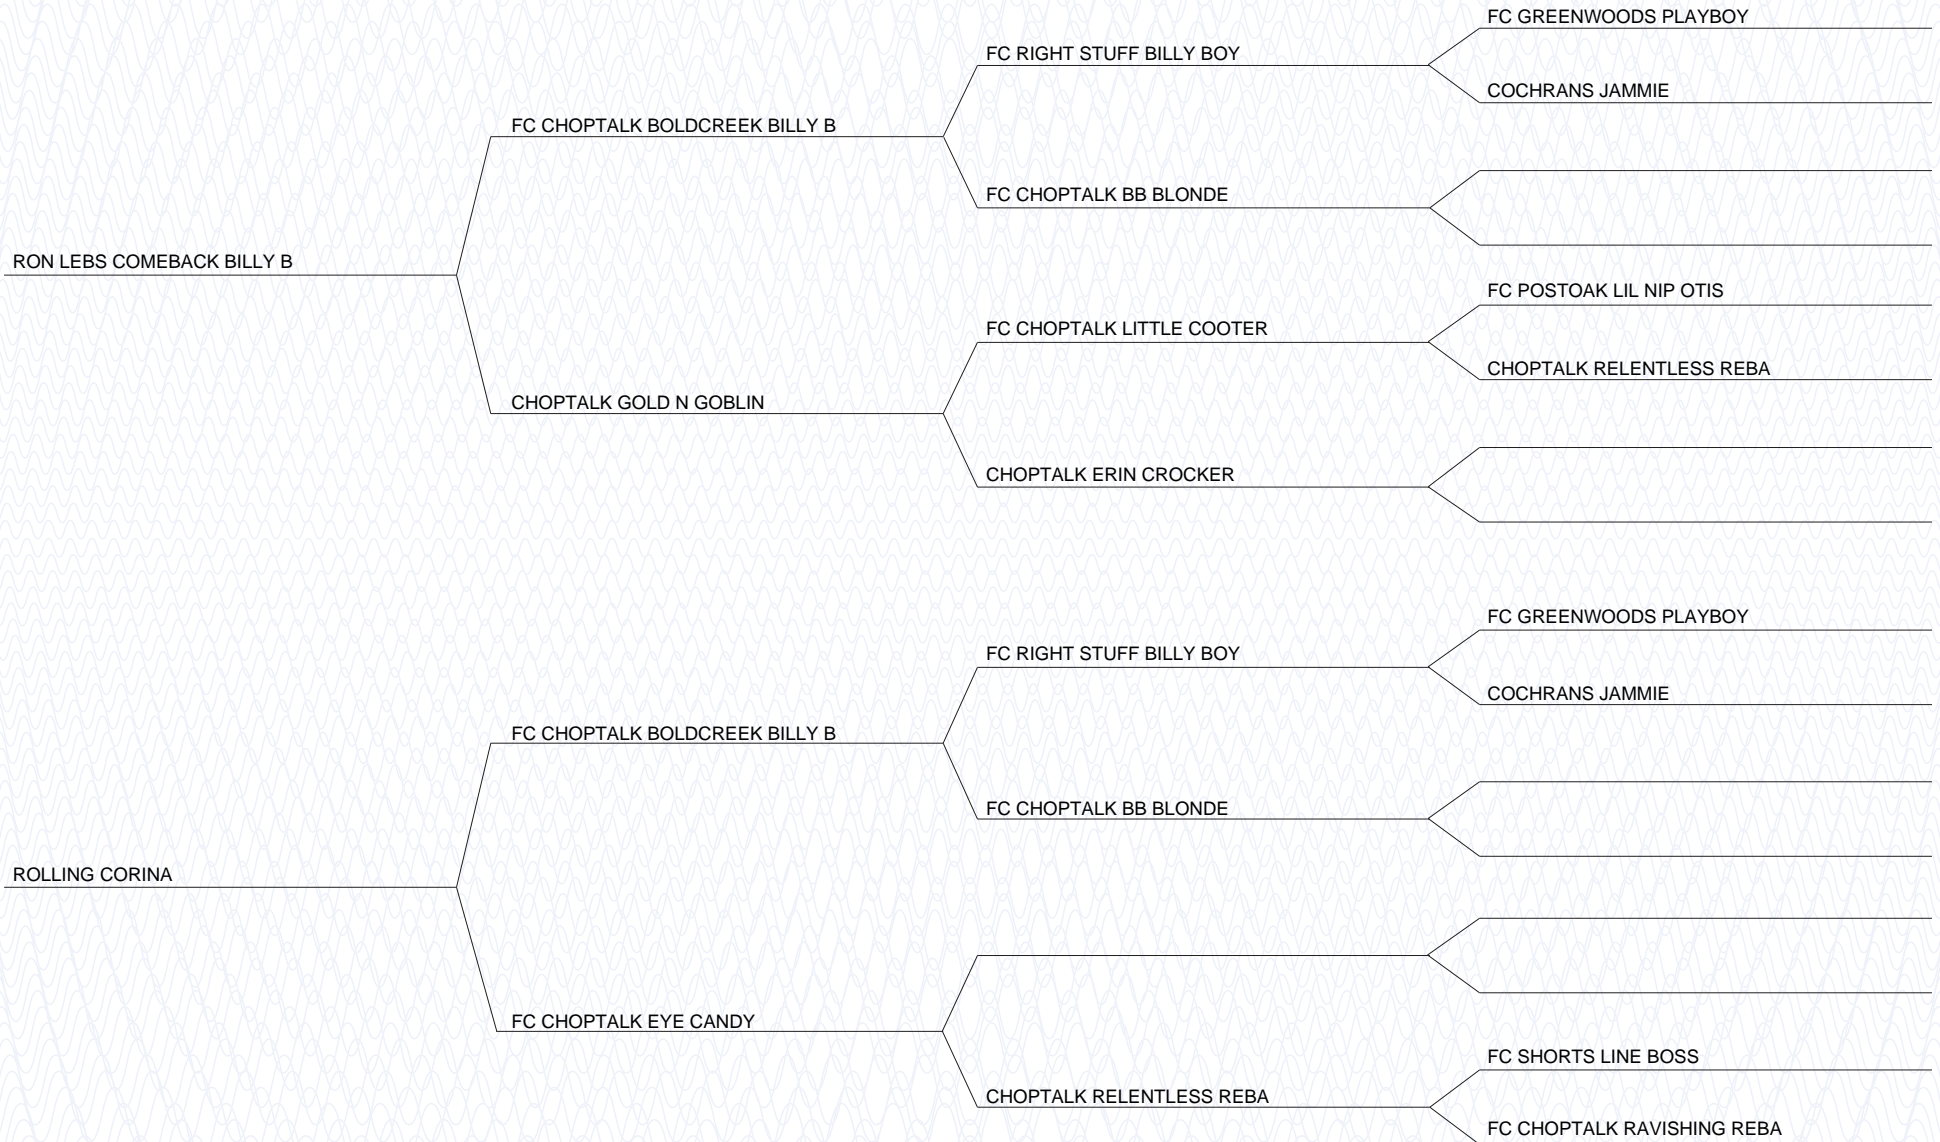 FC GREENWOODS PLAYBOY
FC RIGHT STUFF BILLY BOY
COCHRANS JAMMIE
FC CHOPTALK BOLDCREEK BILLY B
FC CHOPTALK BB BLONDE
RON LEBS COMEBACK BILLY B
FC POSTOAK LIL NIP OTIS
FC CHOPTALK LITTLE COOTER
CHOPTALK RELENTLESS REBA
CHOPTALK GOLD N GOBLIN
CHOPTALK ERIN CROCKER
FC GREENWOODS PLAYBOY
FC RIGHT STUFF BILLY BOY
COCHRANS JAMMIE
FC CHOPTALK BOLDCREEK BILLY B
FC CHOPTALK BB BLONDE
ROLLING CORINA
FC CHOPTALK EYE CANDY
FC SHORTS LINE BOSS
CHOPTALK RELENTLESS REBA
FC CHOPTALK RAVISHING REBA